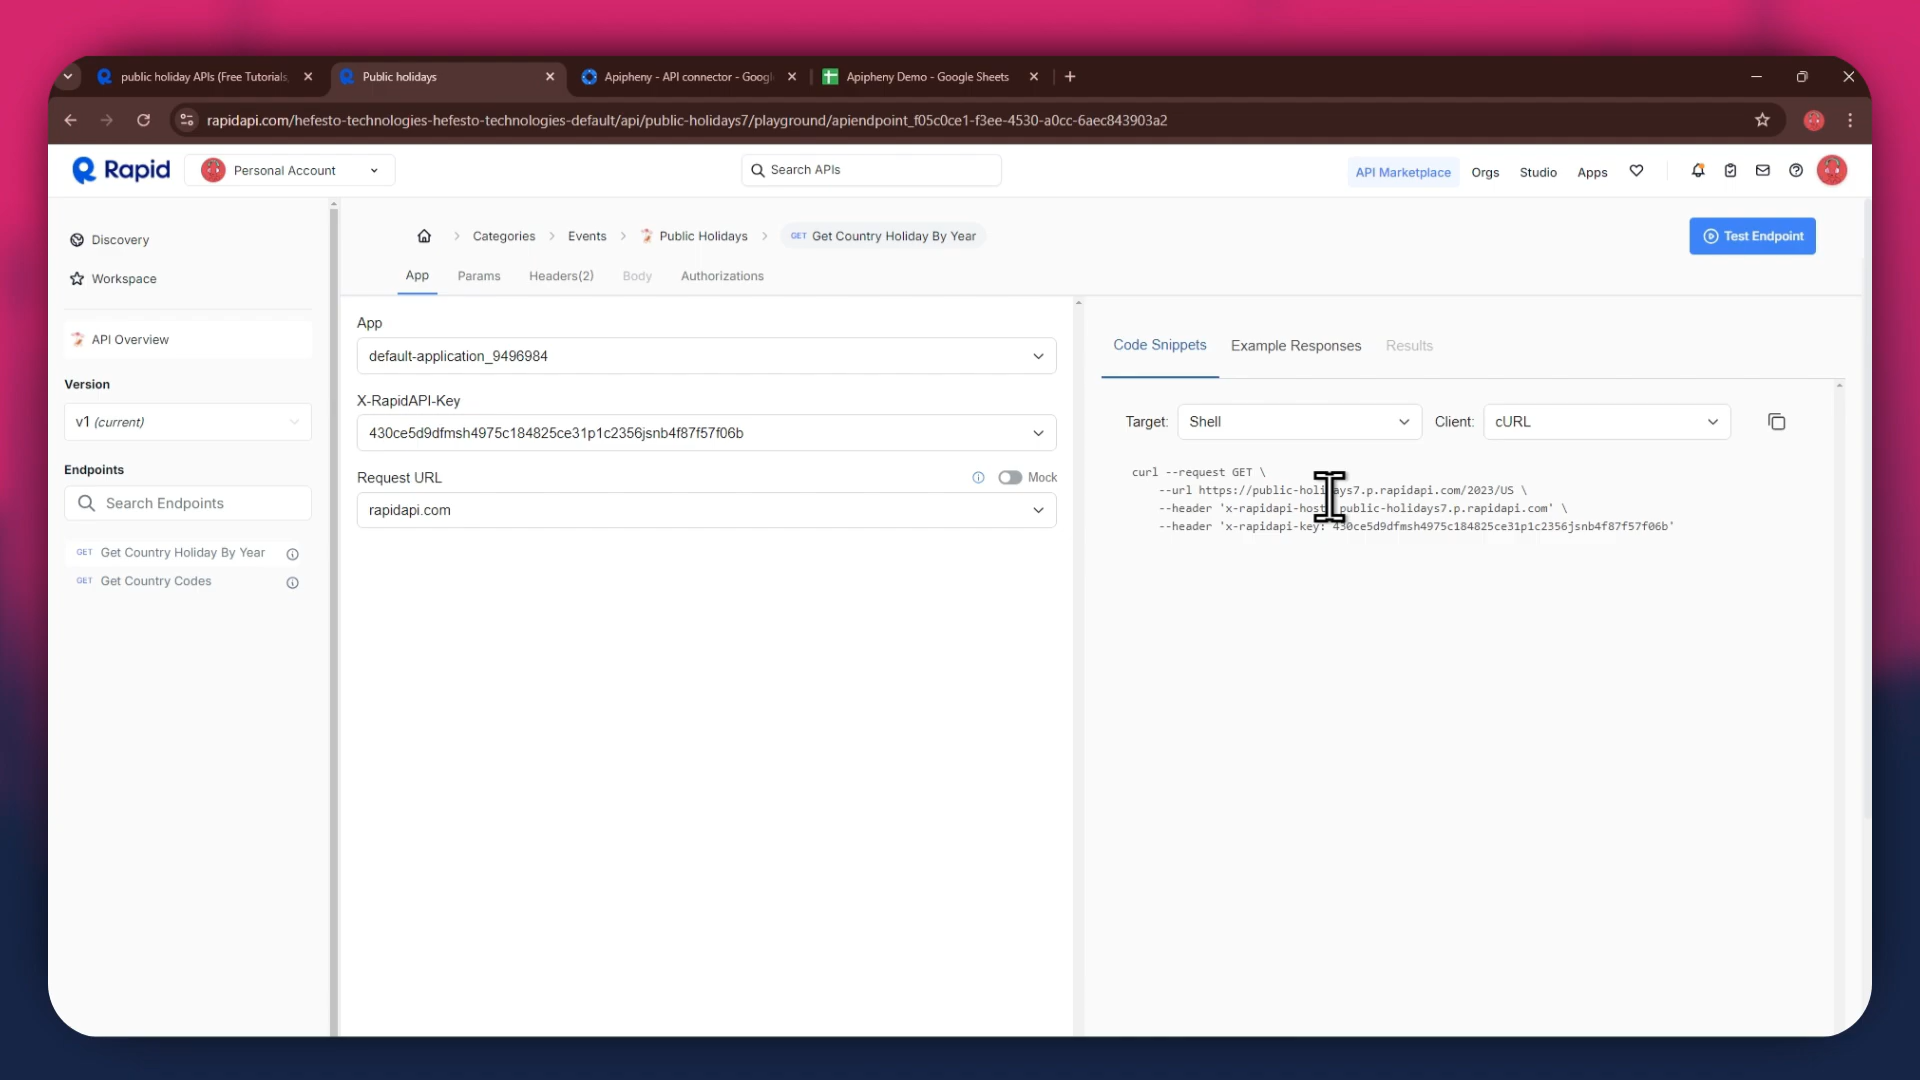 public holiday APIs (Free Tutorials,
Public holidays
Apipheny - API connector - Googl
Apipheny Demo - Google Sheets
rapidapi.com/hefesto-technologies-hefesto-technologies-default/api/public-holidays7/playground/apiendpoint_f05c0ce1-f3ee-4530-a0cc-6aec843903a2
Rapid
Personal Account
Search APIs
API Marketplace
Orgs
Studio
Apps
Discovery
Workspace
API Overview
Version
v1 (current)
Endpoints
Search Endpoints
GET Get Country Holiday By Year
GET Get Country Codes
Categories > Events > Public Holidays > GET Get Country Holiday By Year
Test Endpoint
App
Params
Headers(2)
Body
Authorizations
App
default-application_9496984
X-RapidAPI-Key
430ce5d9dfmsh4975c184825ce31p1c2356jsnb4f87f57f06b
Request URL
Mock
rapidapi.com
Code Snippets
Example Responses
Results
Target: Shell
Client: cURL
curl --request GET \
--url https://public-holidays7.p.rapidapi.com/2023/US \
--header 'x-rapidapi-host: public-holidays7.p.rapidapi.com' \
--header 'x-rapidapi-key: 430ce5d9dfmsh4975c184825ce31p1c2356jsnb4f87f57f06b'